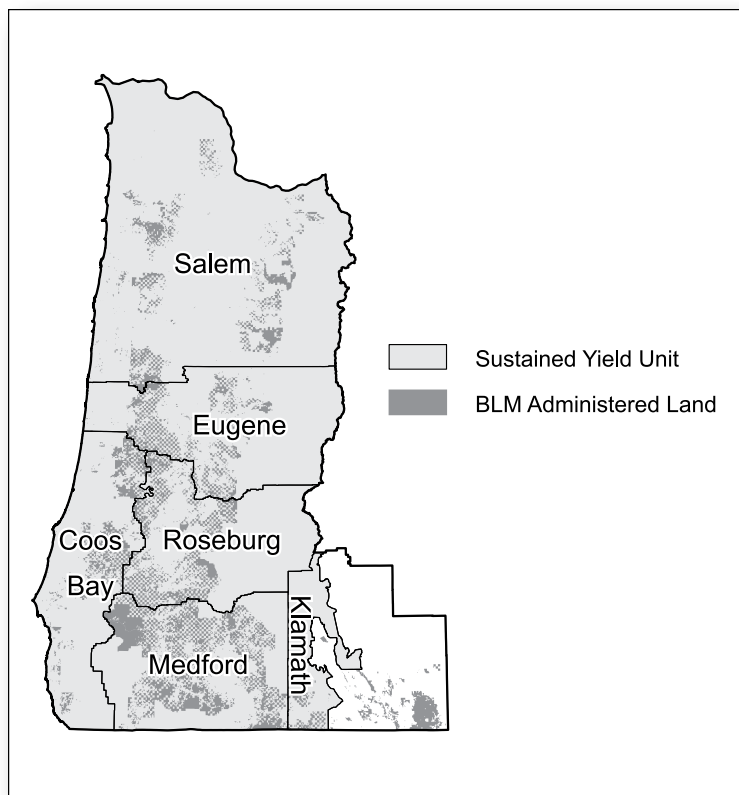 Salem
Sustained Yield Unit
BLM Administered Land
Eugene
Coos
Bay
Roseburg
Klamath
Medford